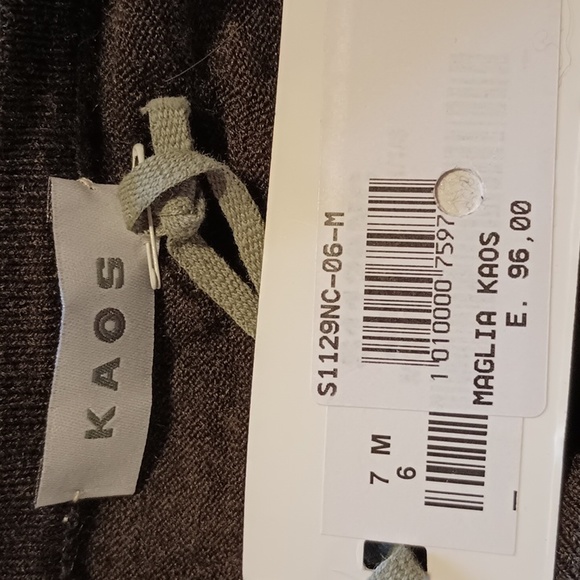 KAOS
S1129NC-06-M
1 010000 7597
MAGLIA KAOS
E. 96,00
7 M
6